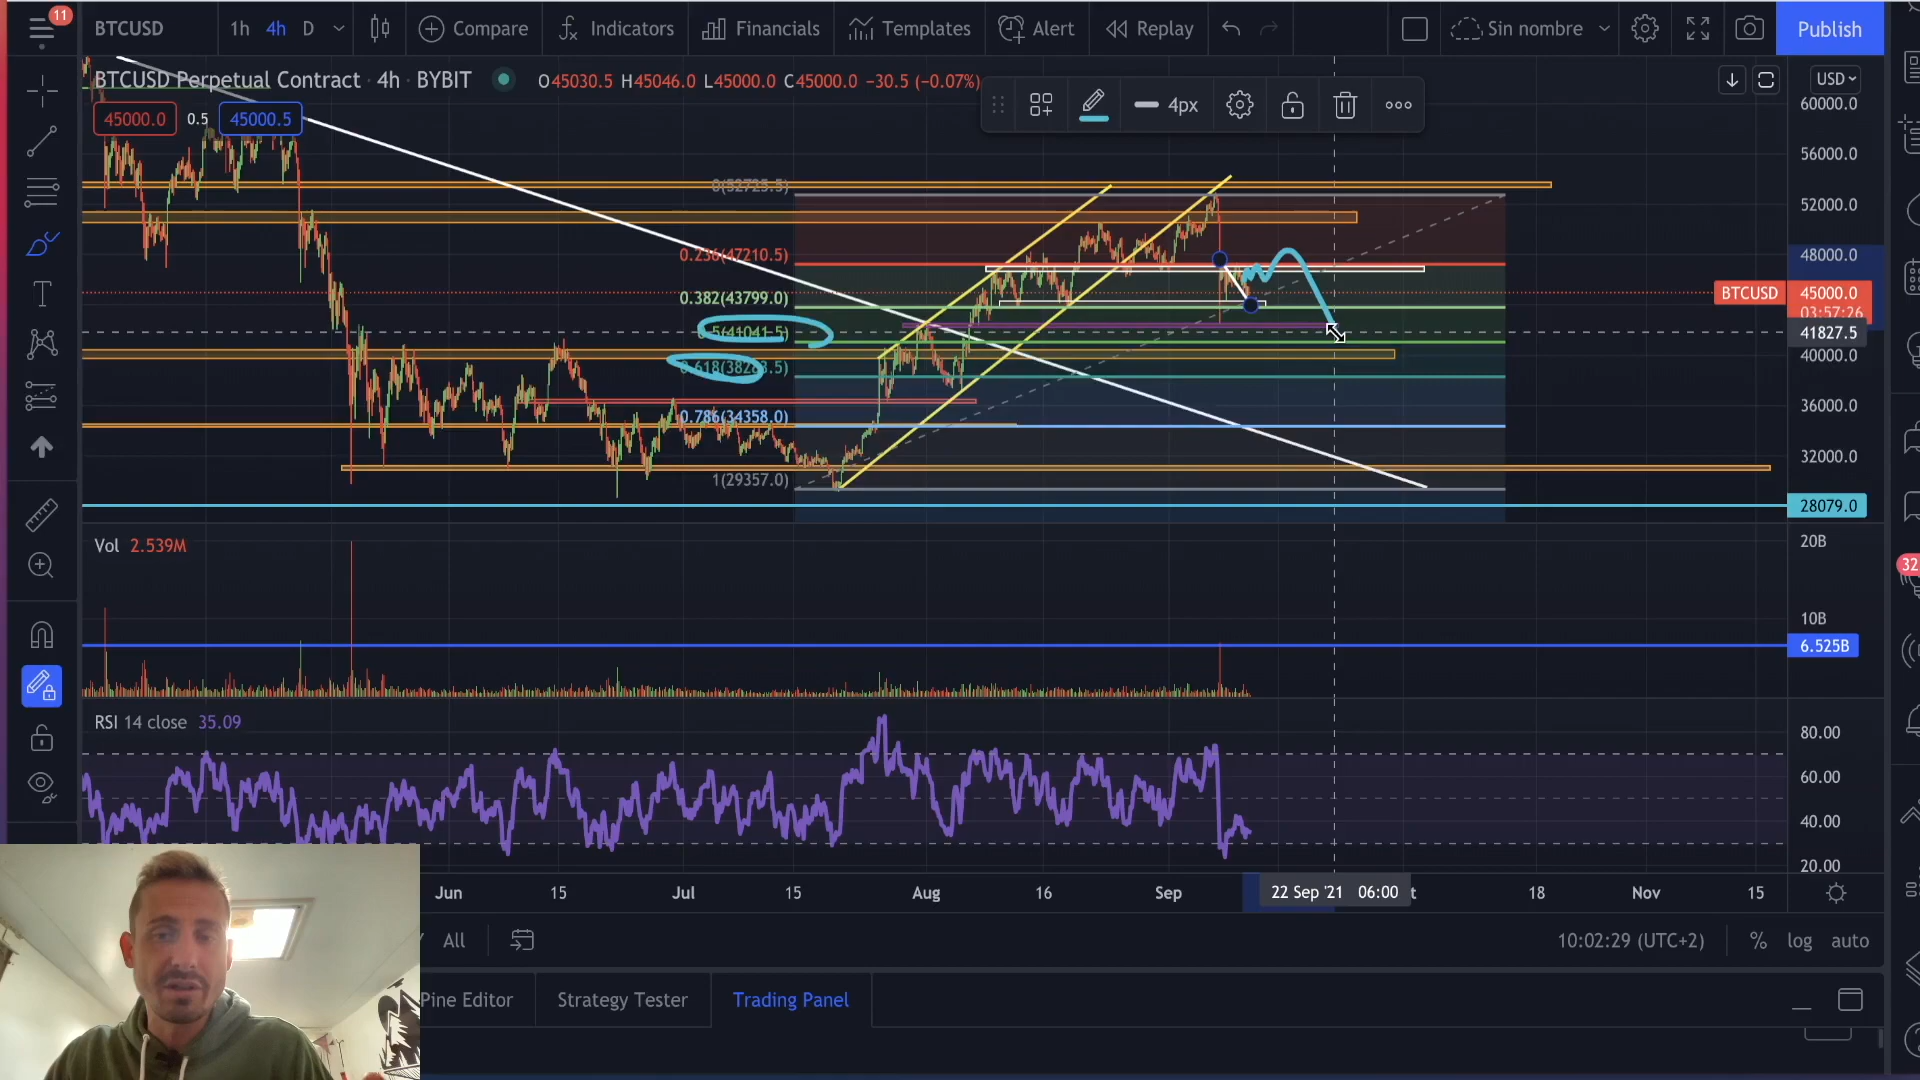 11
BTCUSD
1h
4h
D
Compare
Indicators
Financials
Templates
Alert
Replay
Sin nombre
Publish
BTCUSD Perpetual Contract · 4h · BYBIT
O45030.5 H45046.0 L45000.0 C45000.0 −30.5 (−0.07%)
45000.0
0.5
45000.5
4px
USD
60000.0
56000.0
52000.0
48000.0
BTCUSD
45000.0
03:57:26
41827.5
40000.0
36000.0
32000.0
28079.0
0(52725.5)
0.236(47210.5)
0.382(43799.0)
0.5(41041.5)
0.618(38283.5)
0.786(34358.0)
1(29357.0)
Vol 2.539M
20B
10B
6.525B
32
RSI 14 close 35.09
80.00
60.00
40.00
20.00
Jun
15
Jul
15
Aug
16
Sep
22 Sep '21 06:00
18
Nov
15
All
10:02:29 (UTC+2)
%
log
auto
Pine Editor
Strategy Tester
Trading Panel